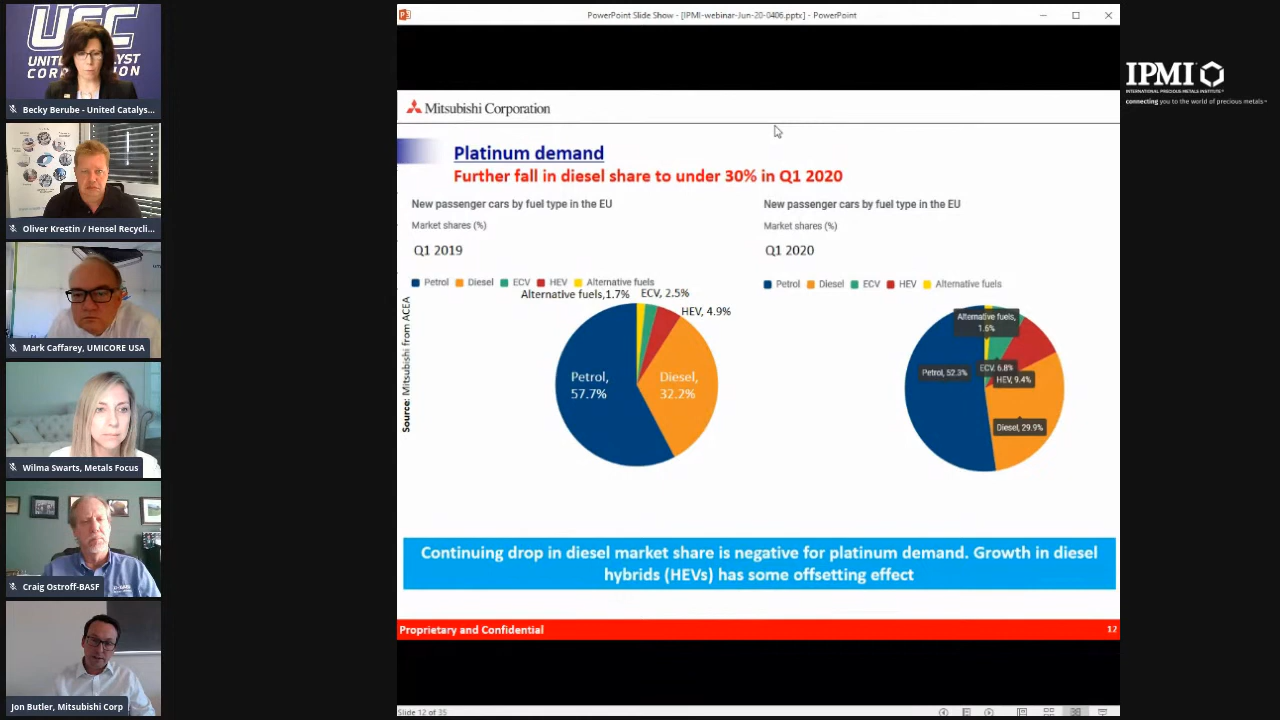 UCC
UNITED CATALYST
CORPORATION
Becky Berube - United Catalys...
Oliver Krestin / Hensel Recycli...
Mark Caffarey, UMICORE USA
Wilma Swarts, Metals Focus
Craig Ostroff-BASF
Jon Butler, Mitsubishi Corp
PowerPoint Slide Show - [IPMI-webinar-Jun-20-0406.pptx] - PowerPoint
Mitsubishi Corporation
Platinum demand
Further fall in diesel share to under 30% in Q1 2020
New passenger cars by fuel type in the EU
Market shares (%)
Q1 2019
Petrol Diesel ECV HEV Alternative fuels
Alternative fuels,1.7%
ECV, 2.5%
HEV, 4.9%
Petrol,
57.7%
Diesel,
32.2%
Source: Mitsubishi from ACEA
New passenger cars by fuel type in the EU
Market shares (%)
Q1 2020
Petrol Diesel ECV HEV Alternative fuels
Alternative fuels,
1.6%
Petrol, 52.3%
ECV, 6.8%
HEV, 9.4%
Diesel, 29.9%
Continuing drop in diesel market share is negative for platinum demand. Growth in diesel
hybrids (HEVs) has some offsetting effect
Proprietary and Confidential
12
Slide 12 of 35
IPMI
INTERNATIONAL PRECIOUS METALS INSTITUTE
connecting you to the world of precious metals